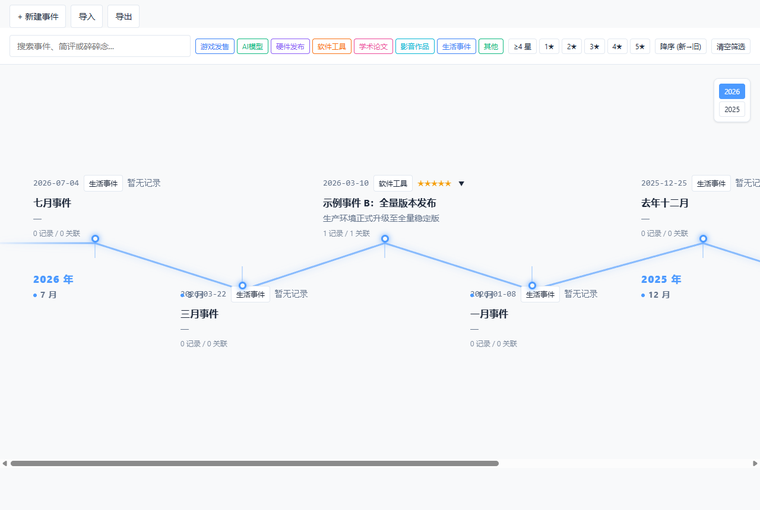 + 新建事件 导入 导出
搜索事件、简评或碎碎念... 游戏发售 AI模型 硬件发布 软件工具 学术论文 影音作品 生活事件 其他 ≥4 星 1★ 2★ 3★ 4★ 5★ 降序 (新→旧) 清空筛选
2026
2025
2026-07-04 生活事件 暂无记录
七月事件
—
0 记录 / 0 关联
2026 年
7 月
2026-03-10 软件工具 ★★★★★ ▼
示例事件 B：全量版本发布
生产环境正式升级至全量稳定版
1 记录 / 1 关联
2025-12-25 生活事件 暂无记
去年十二月
—
0 记录 / 0 关联
2025 年
12 月
03-22 生活事件 暂无记录
三月事件
—
0 记录 / 0 关联
01-08 生活事件 暂无记录
一月事件
—
0 记录 / 0 关联